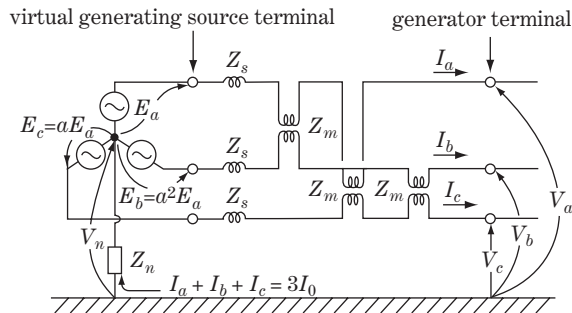 virtual generating source terminal
generator terminal
Z_s
I_a
E_a
E_c=aE_a
Z_m
Z_s
I_b
E_b=a²E_a
Z_s
Z_m
Z_m
I_c
V_n
V_a
V_b
V_c
Z_n
I_a + I_b + I_c = 3I_0